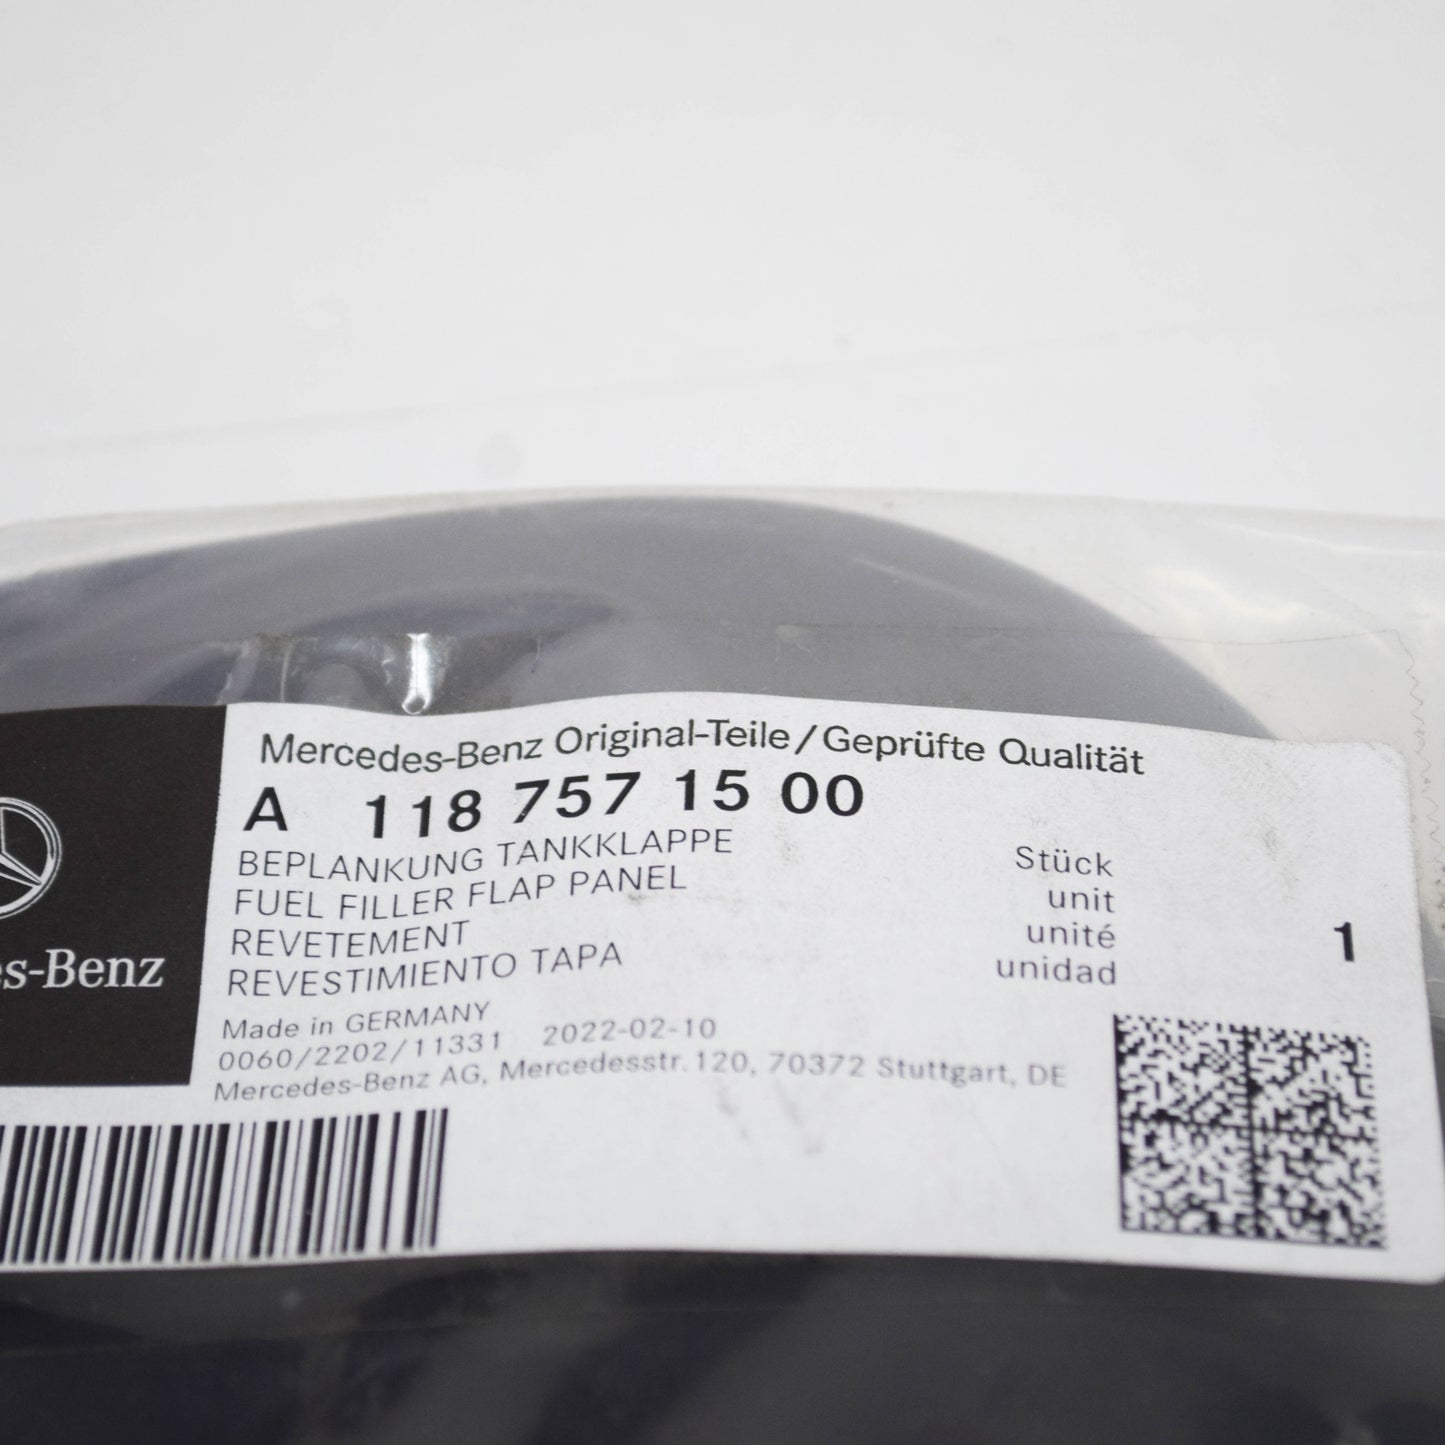 Mercedes-Benz Original-Teile/Geprüfte Qualität
A 118 757 15 00
BEPLANKUNG TANKKLAPPE
FUEL FILLER FLAP PANEL
REVETEMENT
REVESTIMIENTO TAPA
Stück
unit
unité
unidad
1
Made in GERMANY
0060/2202/11331 2022-02-10
Mercedes-Benz AG, Mercedesstr. 120, 70372 Stuttgart, DE
es-Benz